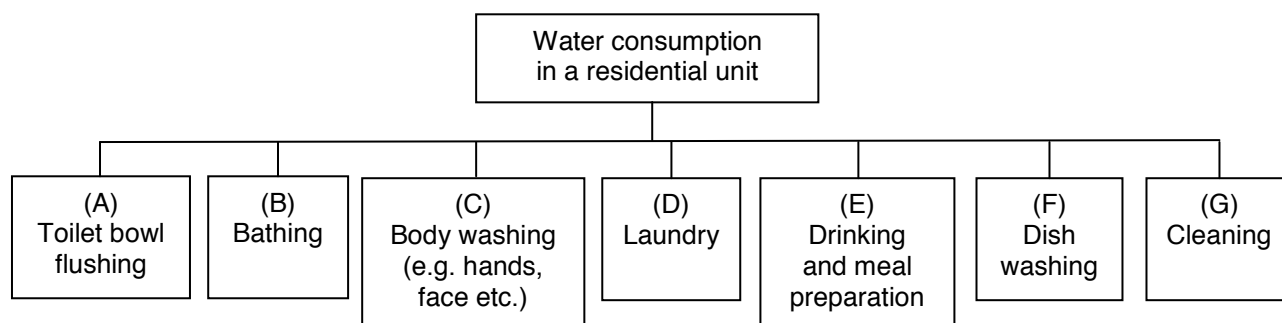 Water consumption
in a residential unit
(A)
Toilet bowl
flushing
(B)
Bathing
(C)
Body washing
(e.g. hands,
face etc.)
(D)
Laundry
(E)
Drinking
and meal
preparation
(F)
Dish
washing
(G)
Cleaning